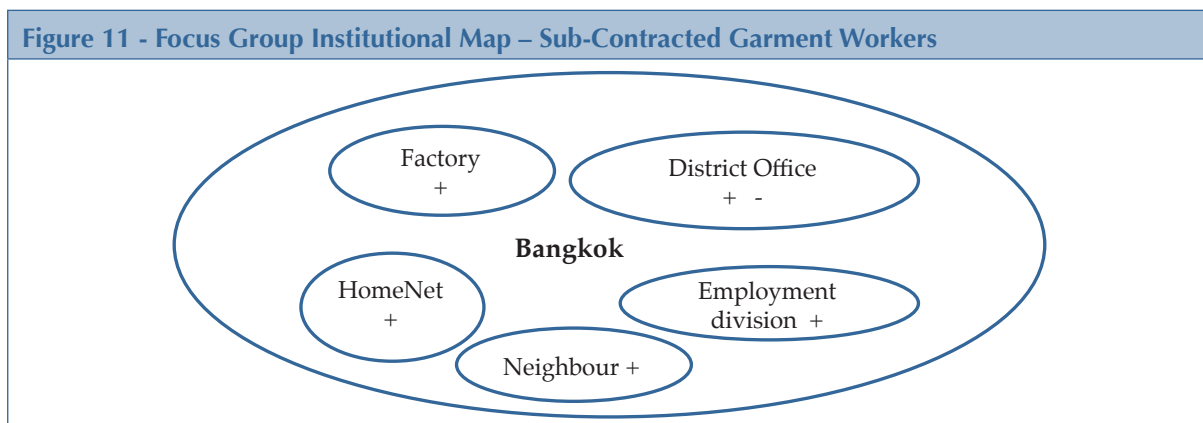 Figure 11 - Focus Group Institutional Map – Sub-Contracted Garment Workers
Factory
+
District Office
+ -
Bangkok
HomeNet
+
Employment
division +
Neighbour +